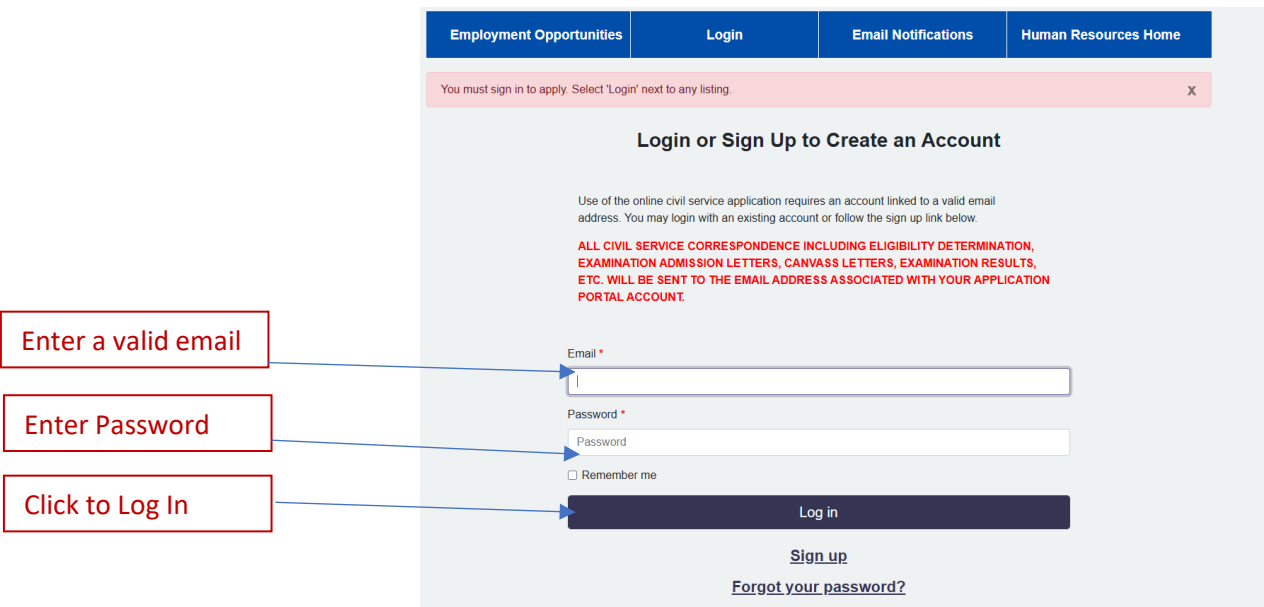 Employment Opportunities Login Email Notifications Human Resources Home
You must sign in to apply. Select 'Login' next to any listing. x
Login or Sign Up to Create an Account
Use of the online civil service application requires an account linked to a valid email
address. You may login with an existing account or follow the sign up link below.
ALL CIVIL SERVICE CORRESPONDENCE INCLUDING ELIGIBILITY DETERMINATION,
EXAMINATION ADMISSION LETTERS, CANVASS LETTERS, EXAMINATION RESULTS,
ETC. WILL BE SENT TO THE EMAIL ADDRESS ASSOCIATED WITH YOUR APPLICATION
PORTAL ACCOUNT.
Enter a valid email
Email *
Enter Password
Password *
Password
Remember me
Click to Log In
Log in
Sign up
Forgot your password?